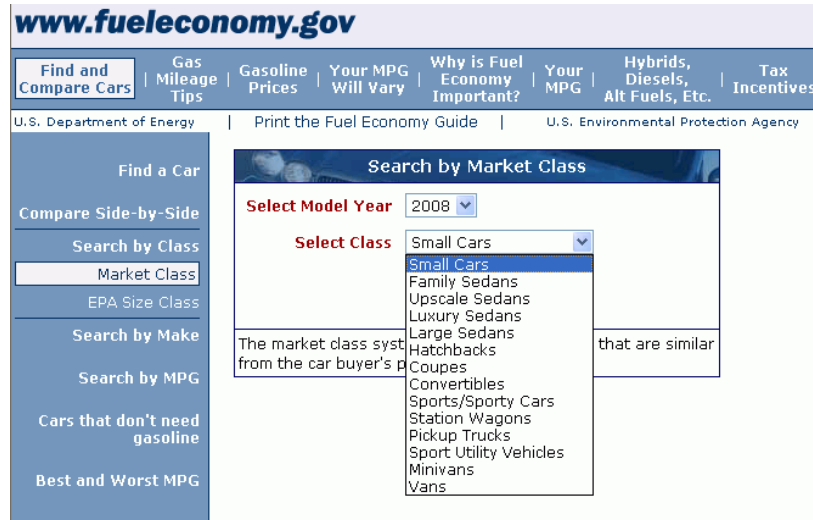 www.fueleconomy.gov
Find and
Compare Cars
|
Gas
Mileage
Tips
|
Gasoline
Prices
|
Your MPG
Will Vary
|
Why is Fuel
Economy
Important?
|
Your
MPG
|
Hybrids,
Diesels,
Alt Fuels, Etc.
|
Tax
Incentives
U.S. Department of Energy | Print the Fuel Economy Guide | U.S. Environmental Protection Agency
Find a Car
Compare Side-by-Side
Search by Class
Market Class
EPA Size Class
Search by Make
Search by MPG
Cars that don't need
gasoline
Best and Worst MPG
Search by Market Class
Select Model Year 2008
Select Class Small Cars
Small Cars
Family Sedans
Upscale Sedans
Luxury Sedans
Large Sedans
Hatchbacks
Coupes
Convertibles
Sports/Sporty Cars
Station Wagons
Pickup Trucks
Sport Utility Vehicles
Minivans
Vans
The market class syst that are similar
from the car buyer's p